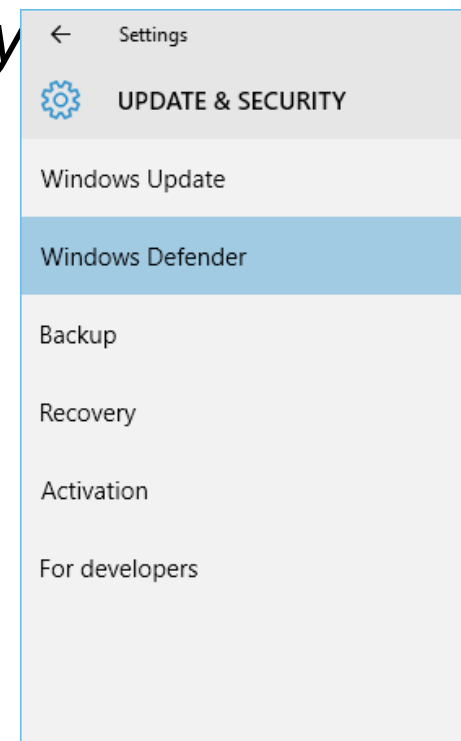 y
← Settings
UPDATE & SECURITY
Windows Update
Windows Defender
Backup
Recovery
Activation
For developers